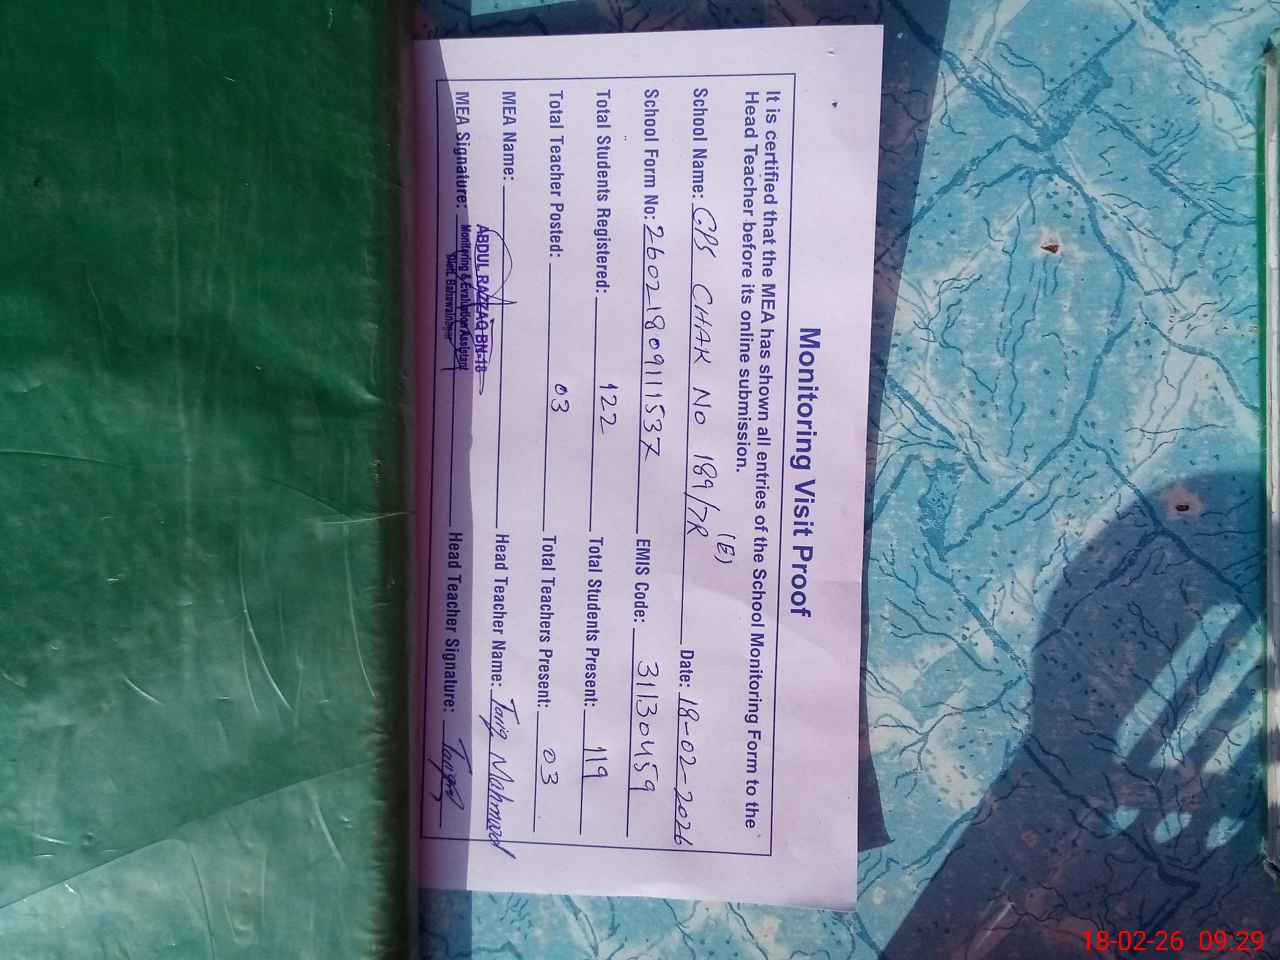 Monitoring Visit Proof
It is certified that the MEA has shown all entries of the School Monitoring Form to the
Head Teacher before its online submission.
School Name: GPS CHAK NO 189/7R (E) Date: 18-02-2026
School Form No: 260218091115 EMIS Code: 31130459
Total Students Registered: 122 Total Students Present: 119
Total Teacher Posted: 03 Total Teachers Present: 03
MEA Name: ABDUL RAZZAQ BN-18 Head Teacher Name: Tariq Mahmood
MEA Signature: Monitoring & Evaluation Assistant Head Teacher Signature: Tariq
Distt. Bahawalnagar
18-02-26 09:29